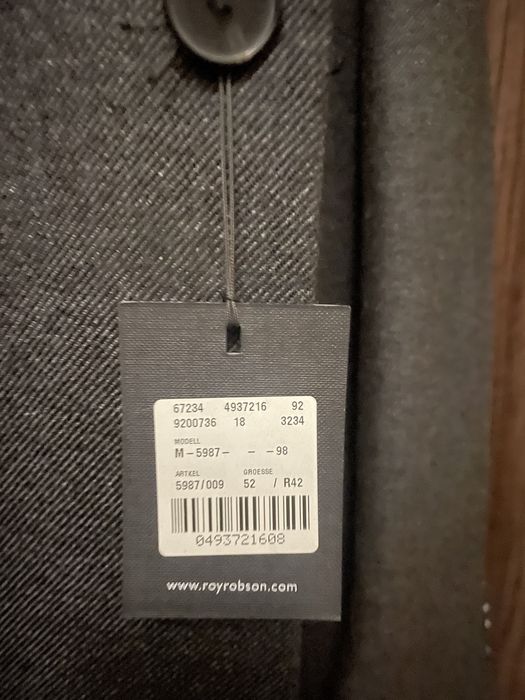 67234 4937216 92
9200736 18 3234
MODELL
M-5987- - -98
ARTKEL GROESSE
5987/009 52 / R42
0493721608
www.royrobson.com